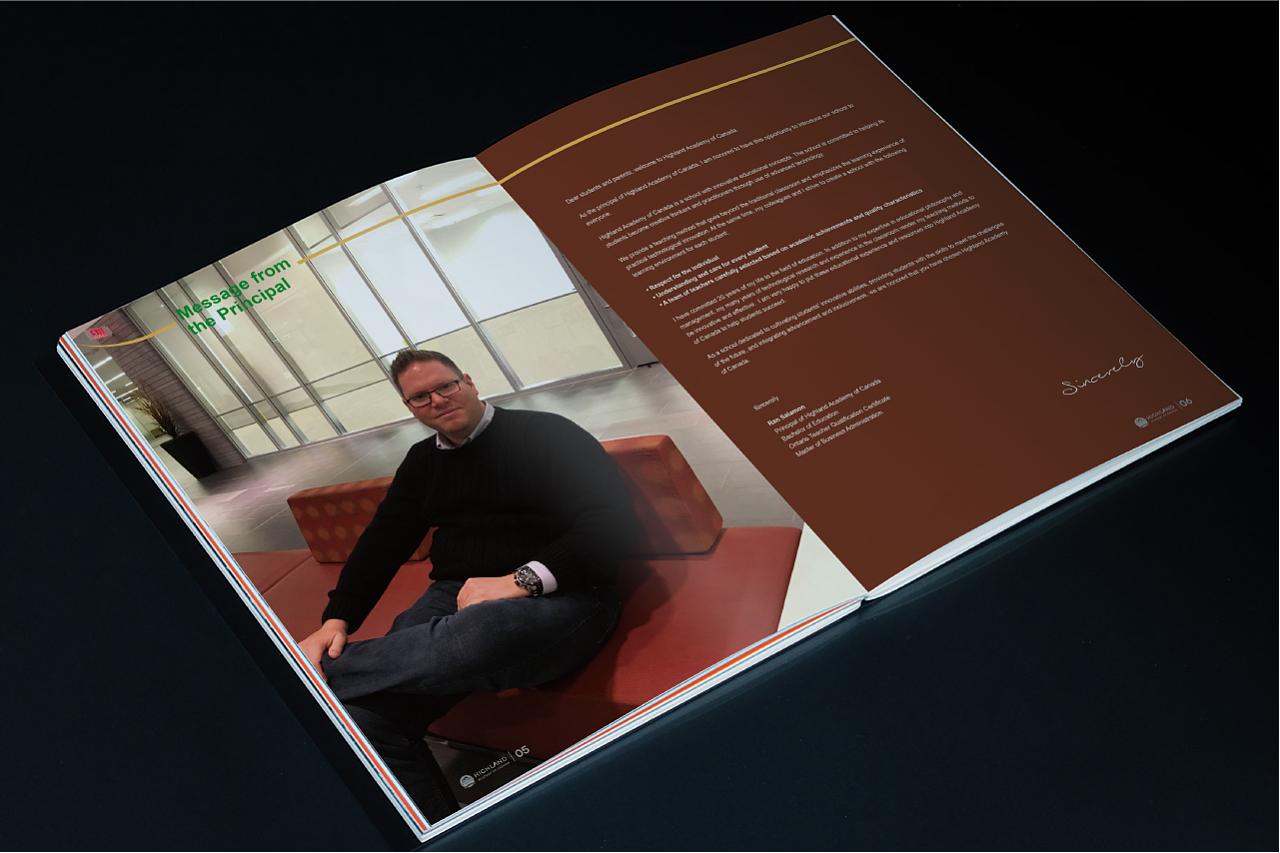 EXIT
Message from
the Principal
HIGHLAND
05
Dear students and parents, welcome to Highland Academy of Canada.
As the principal of Highland Academy of Canada, I am honored to have this opportunity to introduce our school to
everyone.
Highland Academy of Canada is a school with innovative educational concepts. The school is committed to helping its
students become creative thinkers and practitioners through use of advanced technology.
We provide a teaching method that goes beyond the traditional classroom and emphasizes the learning experience of
practical technological innovation. At the same time, my colleagues and I strive to create a school with the following
learning environment for each student:
• Respect for the individual
• Understanding and care for every student
• A team of teachers carefully selected based on academic achievements and quality characteristics
I have committed 20 years of my life to the field of education. In addition to my expertise in educational philosophy and
management, my many years of technological research and experience in the classroom render my teaching methods to
be innovative and effective. I am very happy to put these educational experience and resources into Highland Academy
of Canada to help students succeed.
As a school dedicated to cultivating students' innovative abilities, providing students with the skills to meet the challenges
of the future, and integrating advancement and inclusiveness, we are honored that you have chosen Highland Academy
of Canada.
Sincerely
Ran Salamon
Principal of Highland Academy of Canada
Bachelor of Education
Ontario Teacher Qualification Certificate
Master of Business Administration
Sincerely
HIGHLAND
06